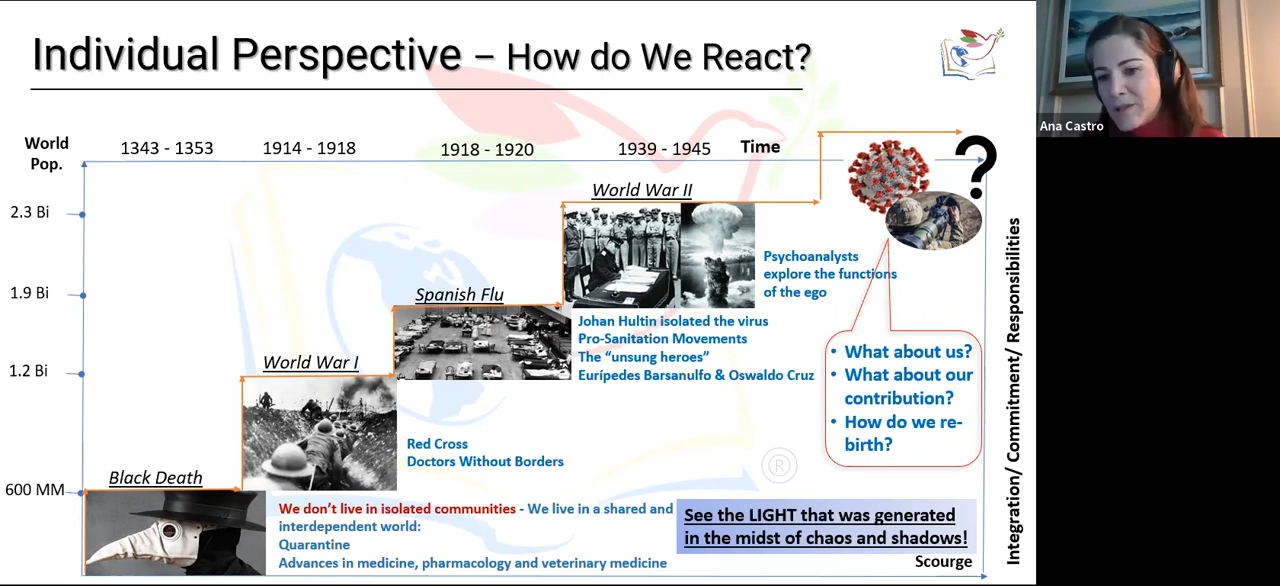 Individual Perspective – How do We React?
Ana Castro
World
Pop.
1343 - 1353
1914 - 1918
1918 - 1920
1939 - 1945
Time
?
World War II
2.3 Bi
Psychoanalysts
explore the functions
of the ego
1.9 Bi
Spanish Flu
Johan Hultin isolated the virus
Pro-Sanitation Movements
The “unsung heroes”
Eurípedes Barsanulfo & Oswaldo Cruz
• What about us?
• What about our
contribution?
• How do we re-
birth?
1.2 Bi
World War I
Red Cross
Doctors Without Borders
®
600 MM
Black Death
We don’t live in isolated communities - We live in a shared and
interdependent world:
Quarantine
Advances in medicine, pharmacology and veterinary medicine
See the LIGHT that was generated
in the midst of chaos and shadows!
Scourge
Integration/ Commitment/ Responsibilities